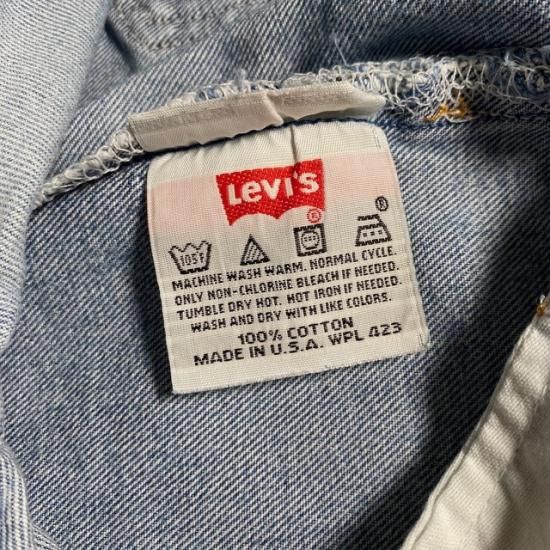 LEVI'S
®
105F
®
MACHINE WASH WARM. NORMAL CYCLE.
ONLY NON-CHLORINE BLEACH IF NEEDED.
TUMBLE DRY HOT. HOT IRON IF NEEDED.
WASH AND DRY WITH LIKE COLORS.
100% COTTON
MADE IN U.S.A. WPL 423